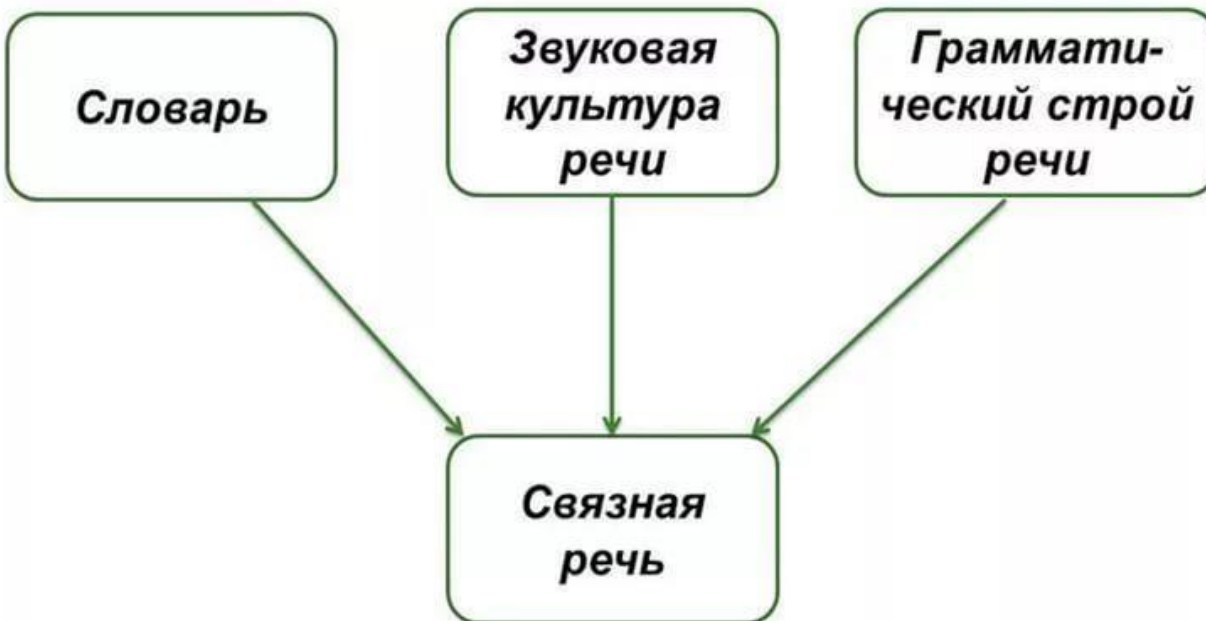 Словарь
Звуковая
культура
речи
Граммати-
ческий строй
речи
Связная
речь